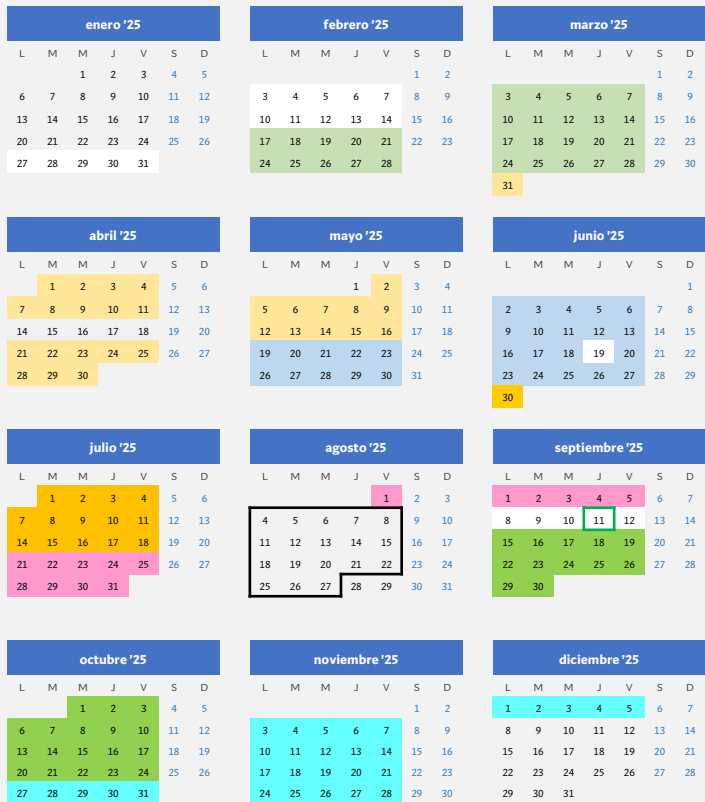 enero '25
L M M J V S D
1 2 3 4 5
6 7 8 9 10 11 12
13 14 15 16 17 18 19
20 21 22 23 24 25 26
27 28 29 30 31
febrero '25
L M M J V S D
1 2
3 4 5 6 7 8 9
10 11 12 13 14 15 16
17 18 19 20 21 22 23
24 25 26 27 28
marzo '25
L M M J V S D
1 2
3 4 5 6 7 8 9
10 11 12 13 14 15 16
17 18 19 20 21 22 23
24 25 26 27 28 29 30
31
abril '25
L M M J V S D
1 2 3 4 5 6
7 8 9 10 11 12 13
14 15 16 17 18 19 20
21 22 23 24 25 26 27
28 29 30
mayo '25
L M M J V S D
1 2 3 4
5 6 7 8 9 10 11
12 13 14 15 16 17 18
19 20 21 22 23 24 25
26 27 28 29 30 31
junio '25
L M M J V S D
1
2 3 4 5 6 7 8
9 10 11 12 13 14 15
16 17 18 19 20 21 22
23 24 25 26 27 28 29
30
julio '25
L M M J V S D
1 2 3 4 5 6
7 8 9 10 11 12 13
14 15 16 17 18 19 20
21 22 23 24 25 26 27
28 29 30 31
agosto '25
L M M J V S D
1 2 3
4 5 6 7 8 9 10
11 12 13 14 15 16 17
18 19 20 21 22 23 24
25 26 27 28 29 30 31
septiembre '25
L M M J V S D
1 2 3 4 5 6 7
8 9 10 11 12 13 14
15 16 17 18 19 20 21
22 23 24 25 26 27 28
29 30
octubre '25
L M M J V S D
1 2 3 4 5
6 7 8 9 10 11 12
13 14 15 16 17 18 19
20 21 22 23 24 25 26
27 28 29 30 31
noviembre '25
L M M J V S D
1 2
3 4 5 6 7 8 9
10 11 12 13 14 15 16
17 18 19 20 21 22 23
24 25 26 27 28 29 30
diciembre '25
L M M J V S D
1 2 3 4 5 6 7
8 9 10 11 12 13 14
15 16 17 18 19 20 21
22 23 24 25 26 27 28
29 30 31